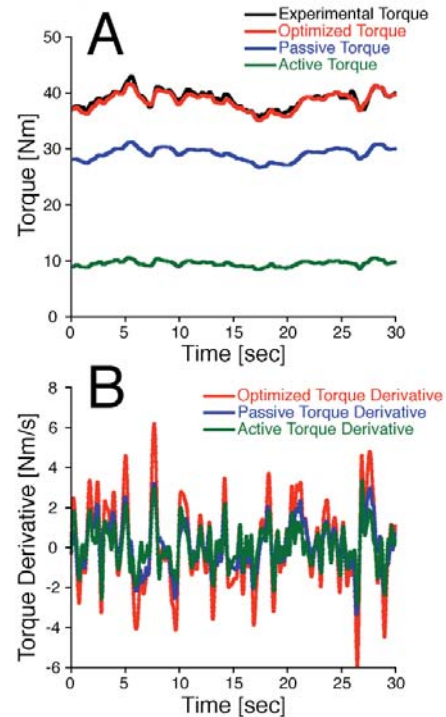 A
Experimental Torque
Optimized Torque
Passive Torque
Active Torque
50
40
30
20
10
0
Torque [Nm]
0 5 10 15 20 25 30
Time [sec]
B
Optimized Torque Derivative
Passive Torque Derivative
Active Torque Derivative
8
6
4
2
0
-2
-4
-6
Torque Derivative [Nm/s]
0 5 10 15 20 25 30
Time [sec]